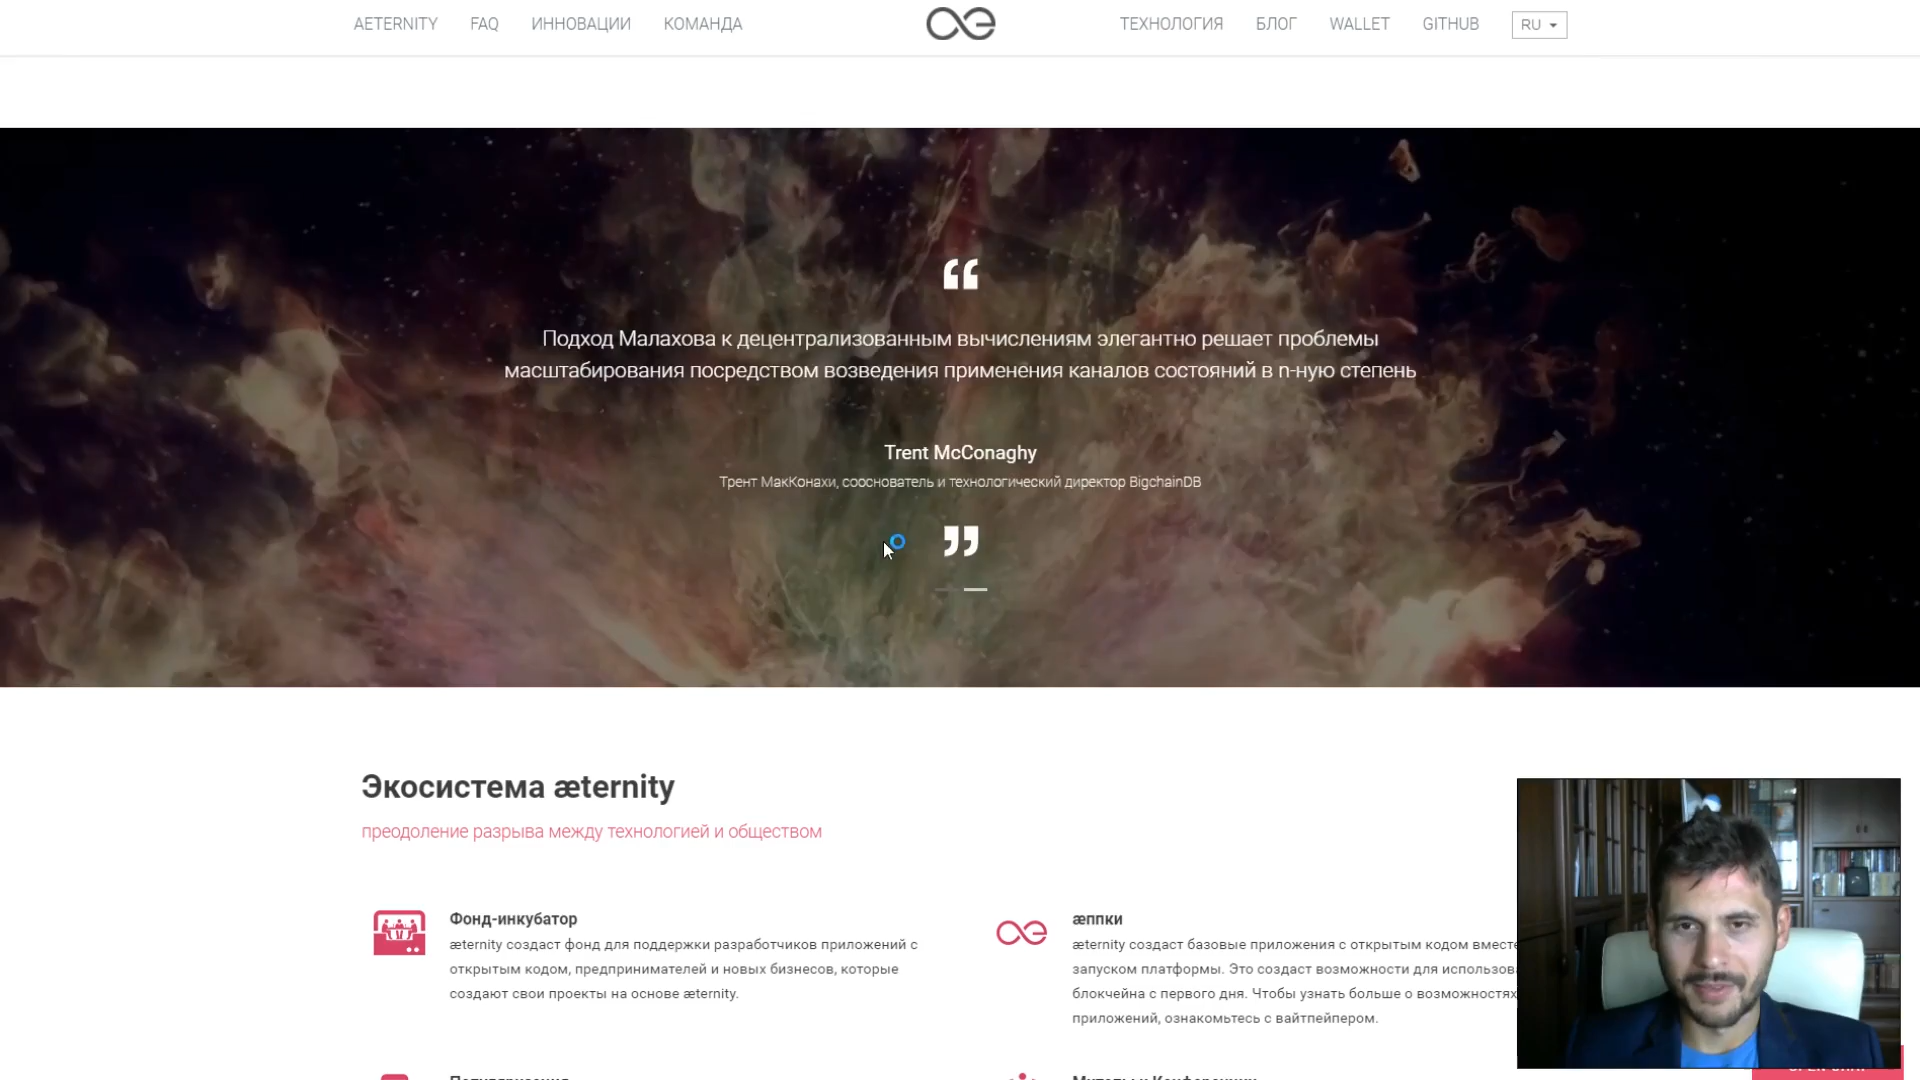 AETERNITY FAQ ИННОВАЦИИ КОМАНДА ТЕХНОЛОГИЯ БЛОГ WALLET GITHUB RU
“
Подход Малахова к децентрализованным вычислениям элегантно решает проблемы
масштабирования посредством возведения применения каналов состояний в n-ную степень
Trent McConaghy
Трент МакКонахи, сооснователь и технологический директор BigchainDB
”
Экосистема æternity
преодоление разрыва между технологией и обществом
Фонд-инкубатор
æternity создаст фонд для поддержки разработчиков приложений с
открытым кодом, предпринимателей и новых бизнесов, которые
создают свои проекты на основе æternity.
æппки
æternity создаст базовые приложения с открытым кодом вместе
запуском платформы. Это создаст возможности для использова
блокчейна с первого дня. Чтобы узнать больше о возможностях
приложений, ознакомьтесь с вайтпейпером.